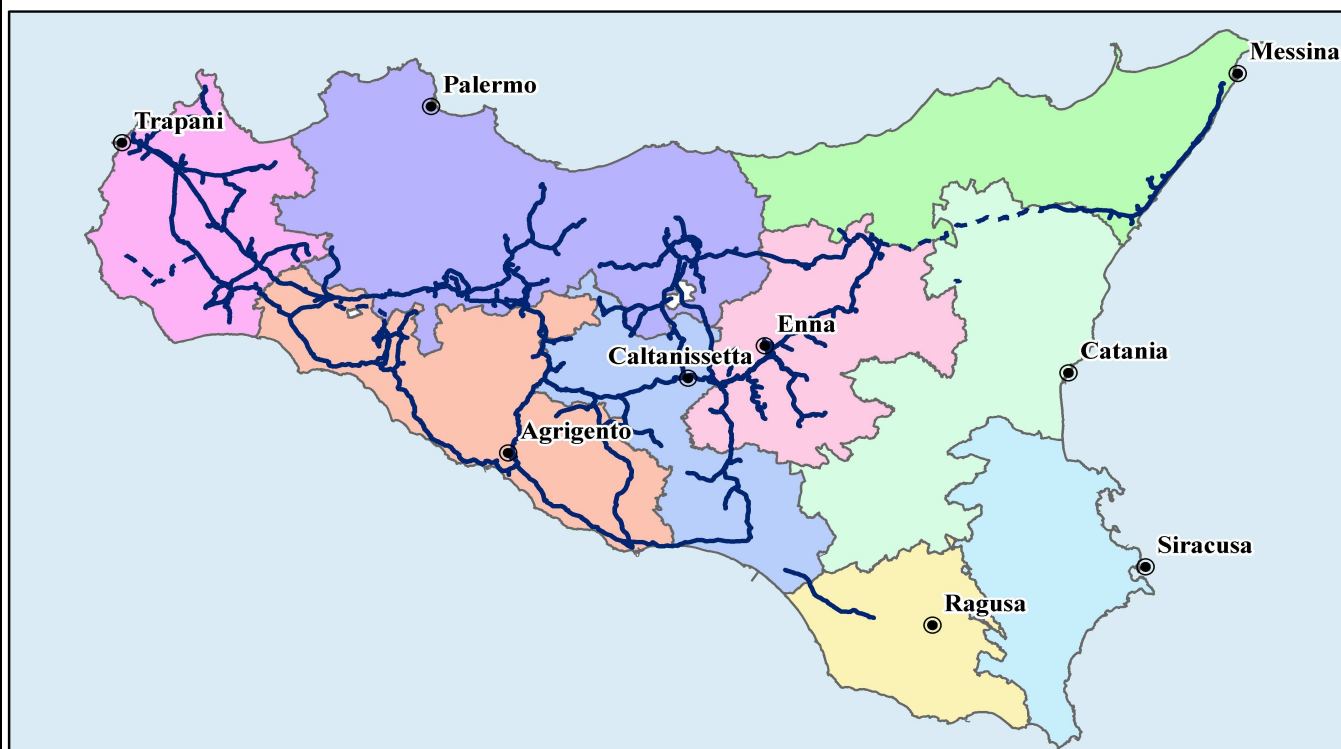 Messina
Palermo
Trapani
Enna
Caltanissetta
Catania
Agrigento
Siracusa
Ragusa